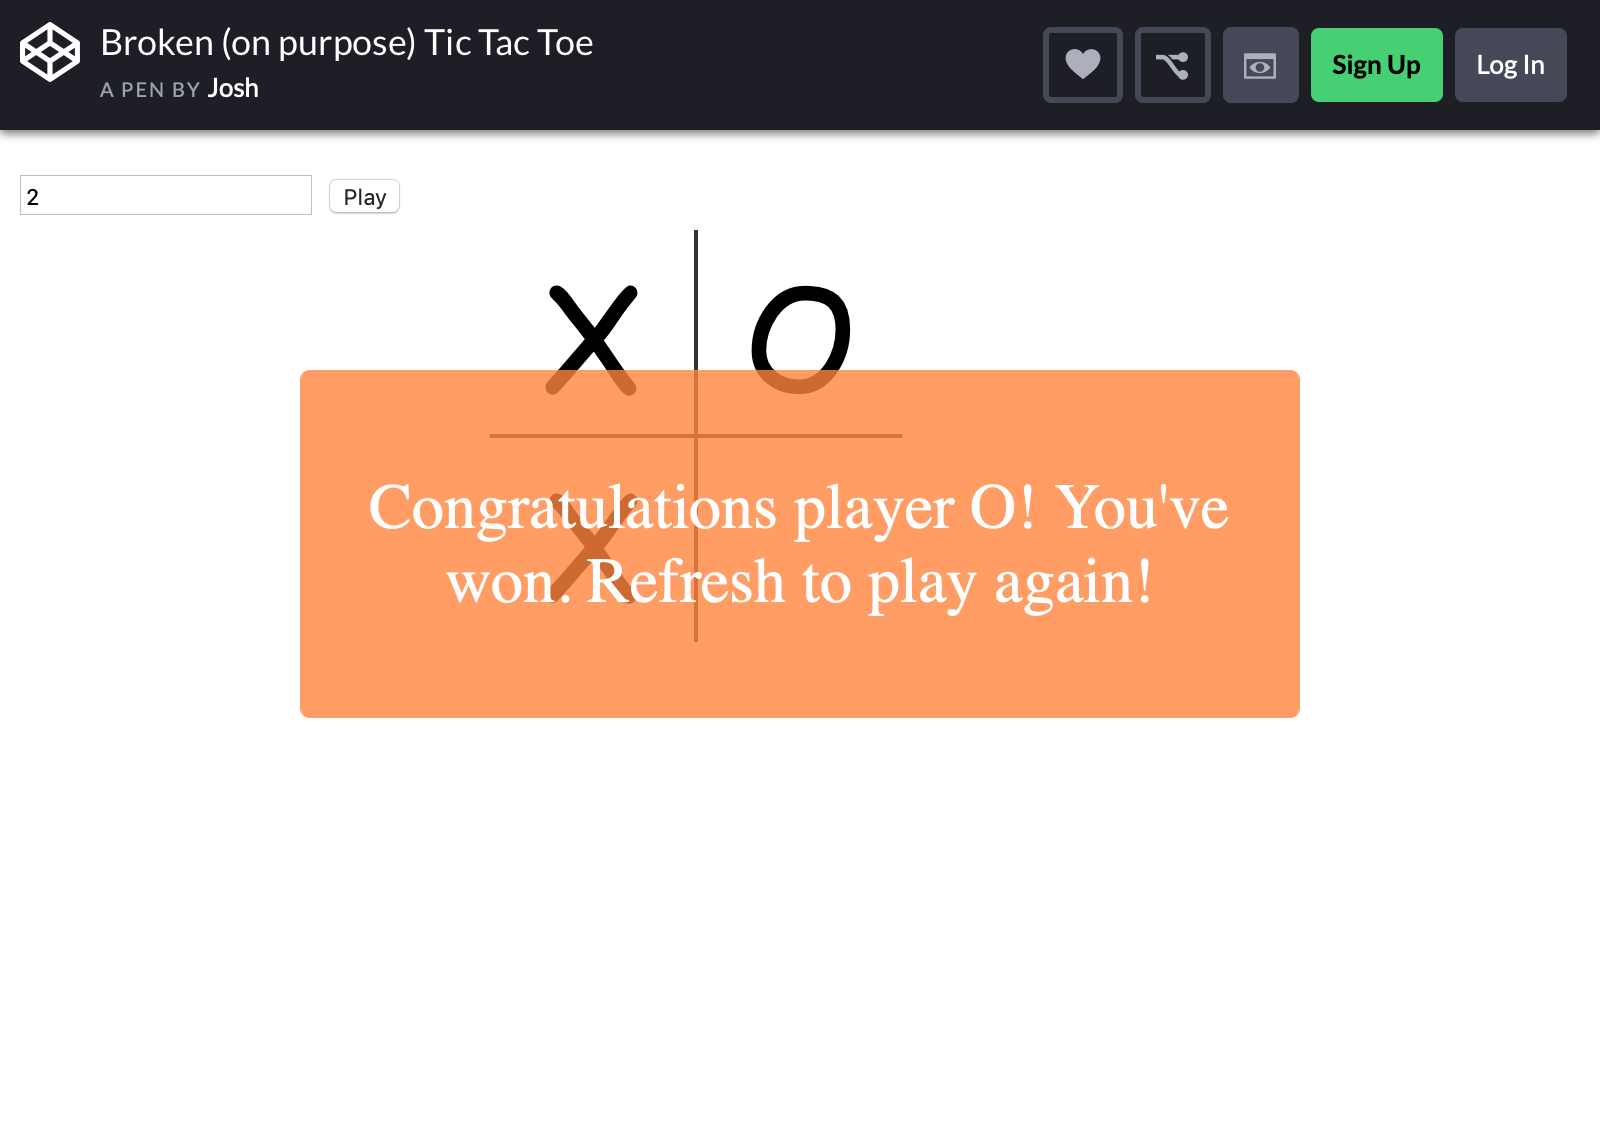 Broken (on purpose) Tic Tac Toe
A PEN BY Josh
Sign Up
Log In
2
Play
X O
X
Congratulations player O! You've
won. Refresh to play again!